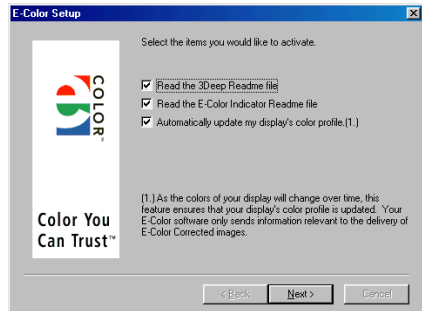 E-Color Setup
Select the items you would like to activate.
Read the 3Deep Readme file
Read the E-Color Indicator Readme file
Automatically update my display's color profile.(1.)
COLOR
(1.) As the colors of your display will change over time, this
feature ensures that your display's color profile is updated. Your
E-Color software only sends information relevant to the delivery of
E-Color Corrected images.
Color You
Can Trust™
< Back
Next >
Cancel